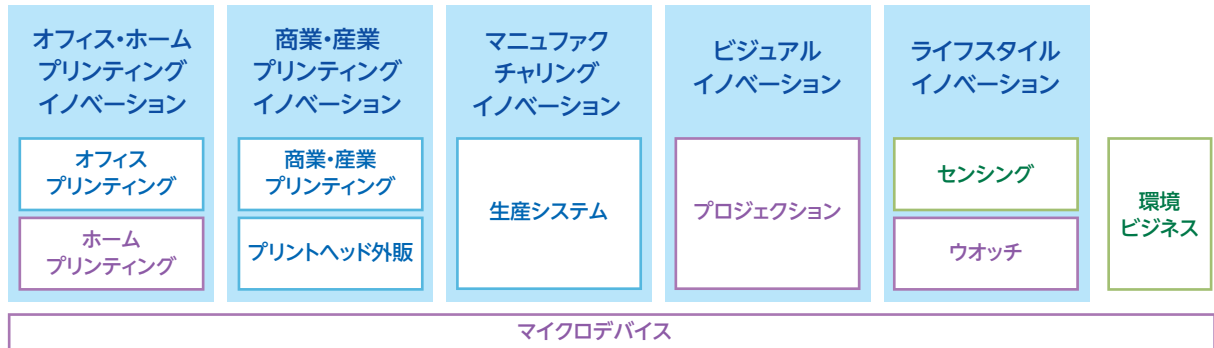 オフィス・ホーム
プリンティング
イノベーション
商業・産業
プリンティング
イノベーション
マニュファク
チャリング
イノベーション
ビジュアル
イノベーション
ライフスタイル
イノベーション
オフィス
プリンティング
ホーム
プリンティング
商業・産業
プリンティング
プリントヘッド外販
生産システム
プロジェクション
センシング
ウオッチ
環境
ビジネス
マイクロデバイス